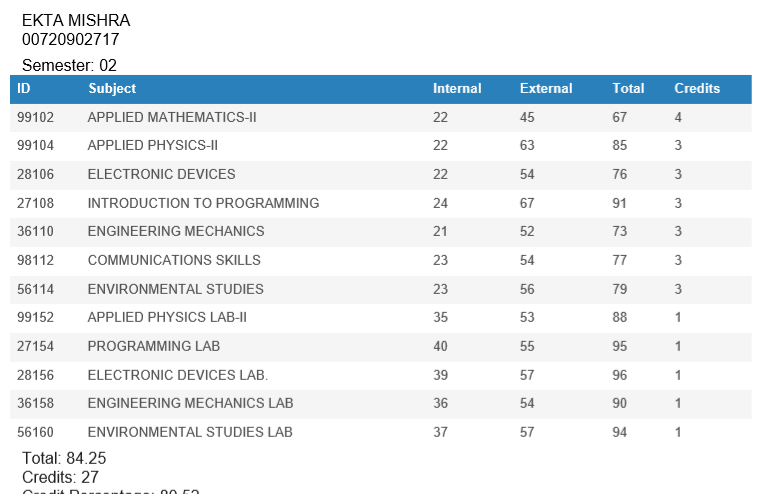 EKTA MISHRA
00720902717
Semester: 02
ID Subject Internal External Total Credits
99102 APPLIED MATHEMATICS-II 22 45 67 4
99104 APPLIED PHYSICS-II 22 63 85 3
28106 ELECTRONIC DEVICES 22 54 76 3
27108 INTRODUCTION TO PROGRAMMING 24 67 91 3
36110 ENGINEERING MECHANICS 21 52 73 3
98112 COMMUNICATIONS SKILLS 23 54 77 3
56114 ENVIRONMENTAL STUDIES 23 56 79 3
99152 APPLIED PHYSICS LAB-II 35 53 88 1
27154 PROGRAMMING LAB 40 55 95 1
28156 ELECTRONIC DEVICES LAB. 39 57 96 1
36158 ENGINEERING MECHANICS LAB 36 54 90 1
56160 ENVIRONMENTAL STUDIES LAB 37 57 94 1
Total: 84.25
Credits: 27
Credit Percentage: